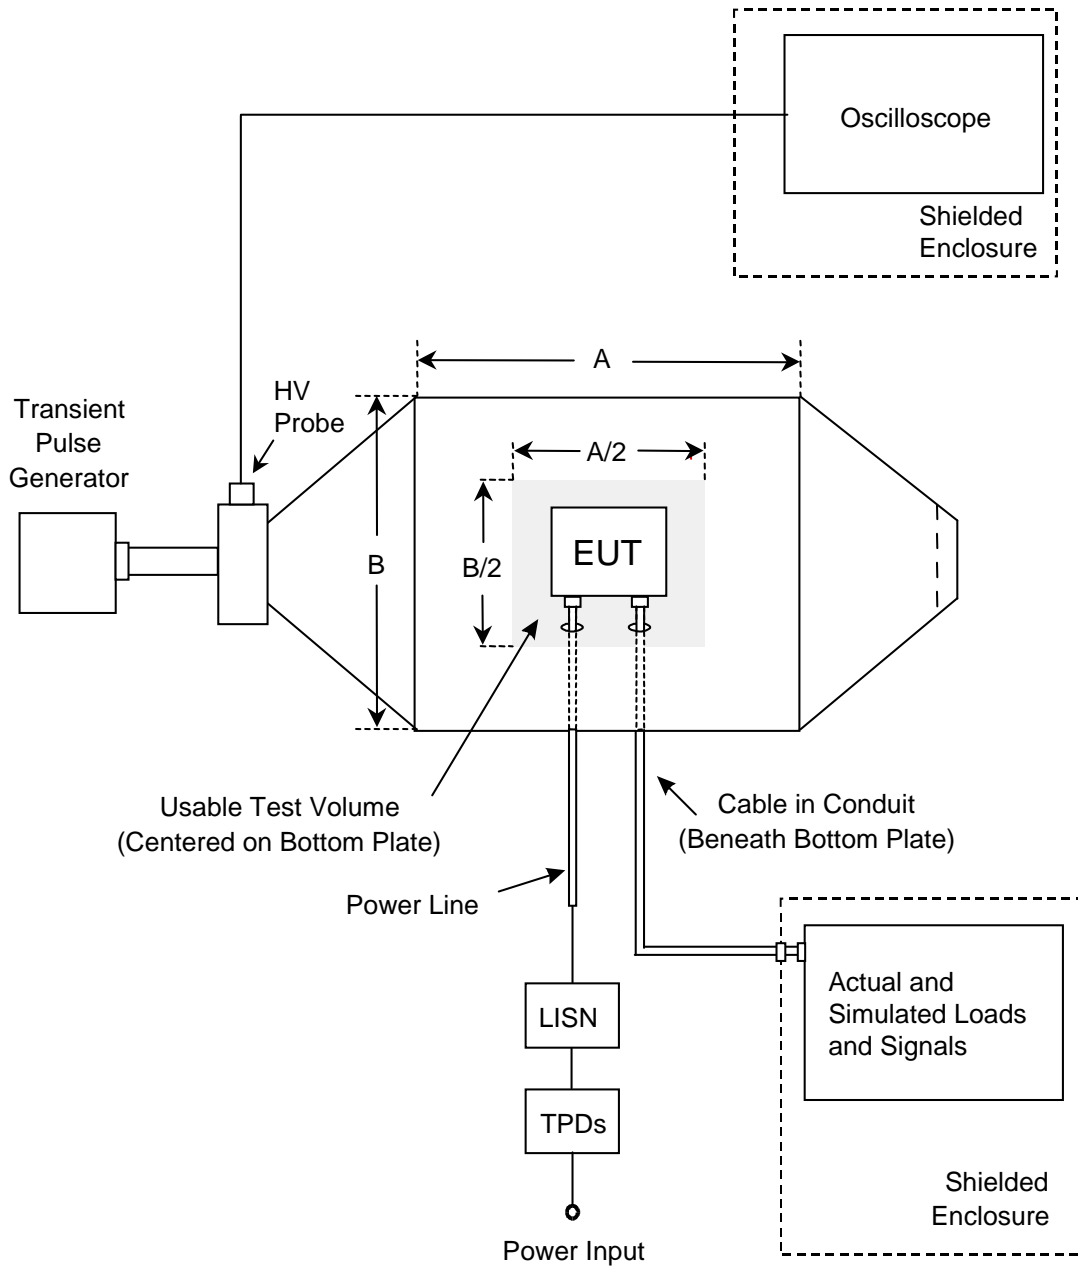 Oscilloscope
Shielded
Enclosure
A
HV
Probe
Transient
Pulse
Generator
A/2
B
B/2
EUT
Usable Test Volume
(Centered on Bottom Plate)
Cable in Conduit
(Beneath Bottom Plate)
Power Line
Actual and
Simulated Loads
and Signals
LISN
TPDs
Shielded
Enclosure
Power Input